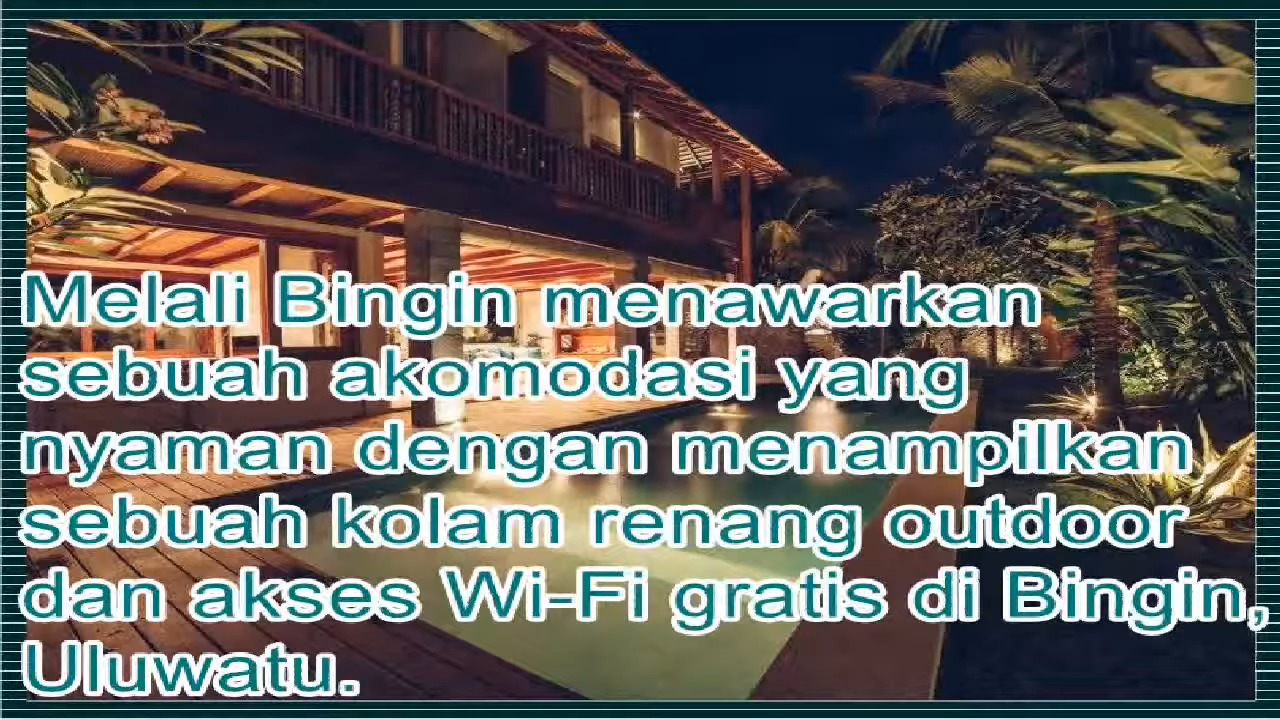 Melali Bingin menawarkan
sebuah akomodasi yang
nyaman dengan menampilkan
sebuah kolam renang outdoor
dan akses Wi-Fi gratis di Bingin,
Uluwatu.